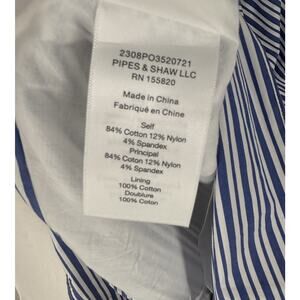 2308PO3520721
PIPES & SHAW LLC
RN 155820
Made in China
Fabriqué en Chine
Self
84% Cotton 12% Nylon
4% Spandex
Principal
84% Coton 12% Nylon
4% Spandex
Lining
100% Cotton
Doublure
100% Coton